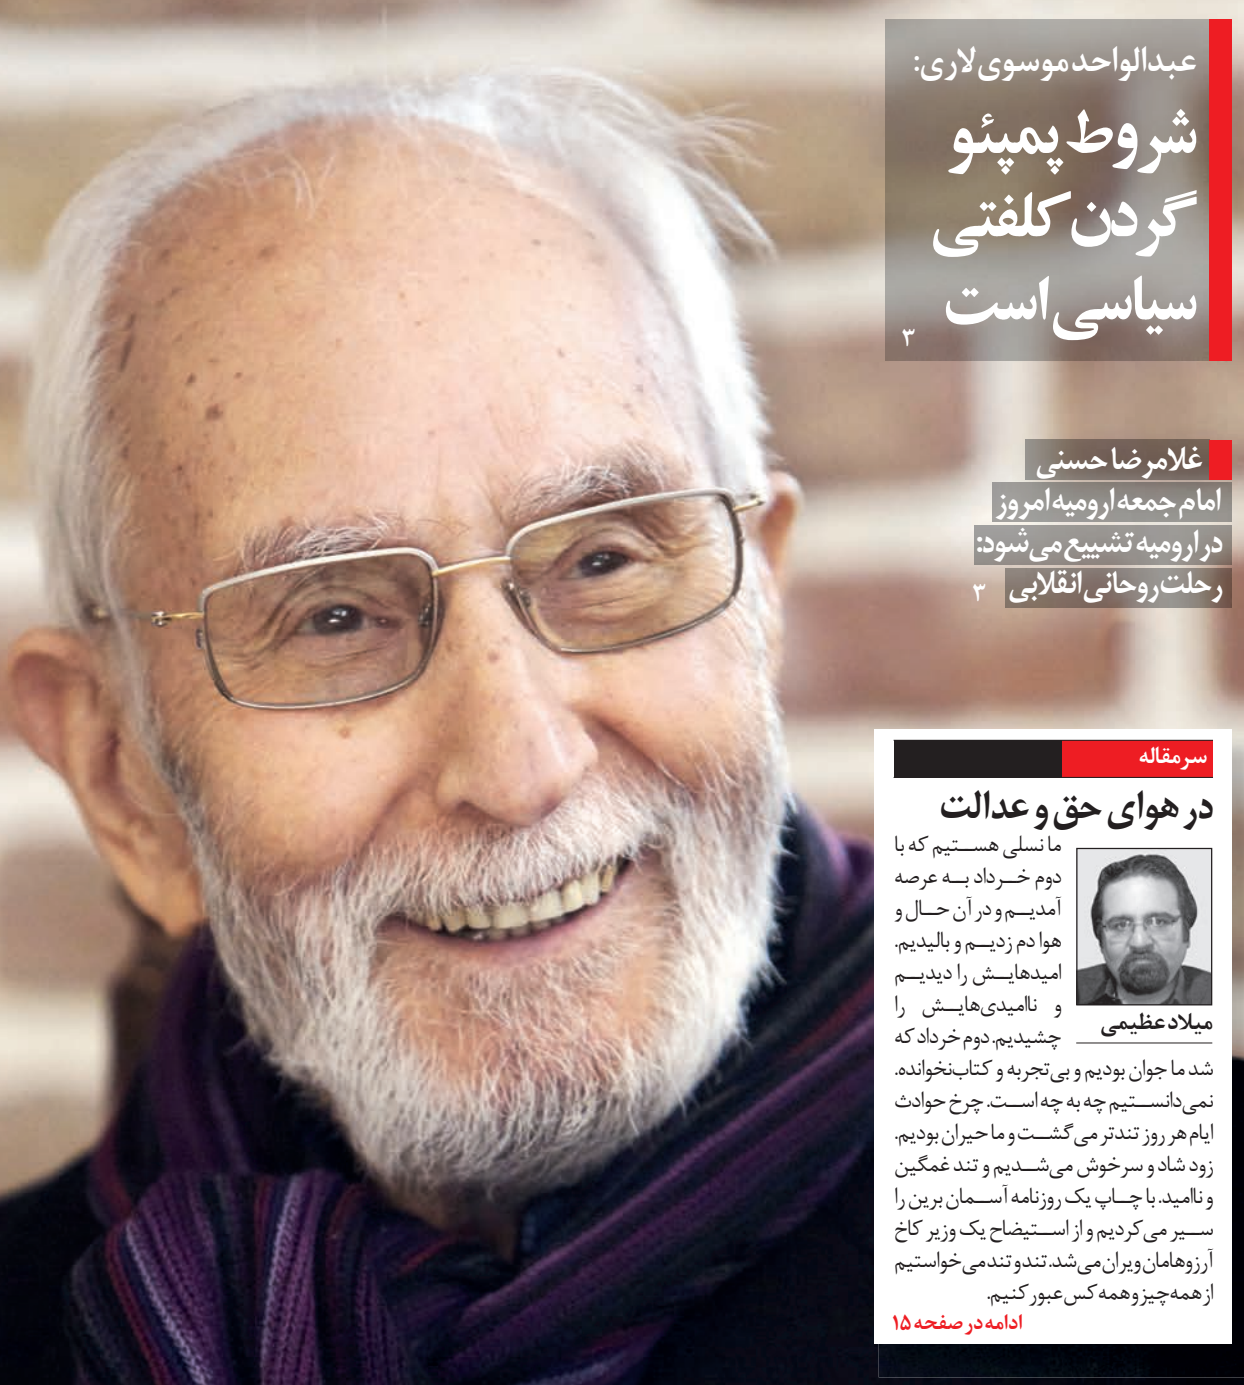 عبدالواحد موسوی لاری:
شروط پمپئو
گردن کلفتی
سیاسی است
۳
غلامرضا حسنی
امام جمعه ارومیه امروز
در ارومیه تشییع می‌شود:
رحلت روحانی انقلابی ۳
سرمقاله
در هوای حق و عدالت
ما نسلی هستیم که با
دوم خرداد به عرصه
آمدیم و در آن حال و
هوا دم زدیم و بالیدیم.
امیدهایش را دیدیم
و ناامیدی‌هایش را
چشیدیم. دوم خرداد که
میلاد عظیمی
شد ما جوان بودیم و بی‌تجربه و کتاب‌نخوانده.
نمی‌دانستیم چه به چه است. چرخ حوادث
ایام هر روز تندتر می‌گشت و ما حیران بودیم.
زود شاد و سرخوش می‌شدیم و تند غمگین
و ناامید. با چاپ یک روزنامه آسمان برین را
سیر می‌کردیم و از استیضاح یک وزیر کاخ
آرزوهامان ویران می‌شد. تند و تند می‌خواستیم
از همه چیز و همه کس عبور کنیم.
ادامه در صفحه ۱۵